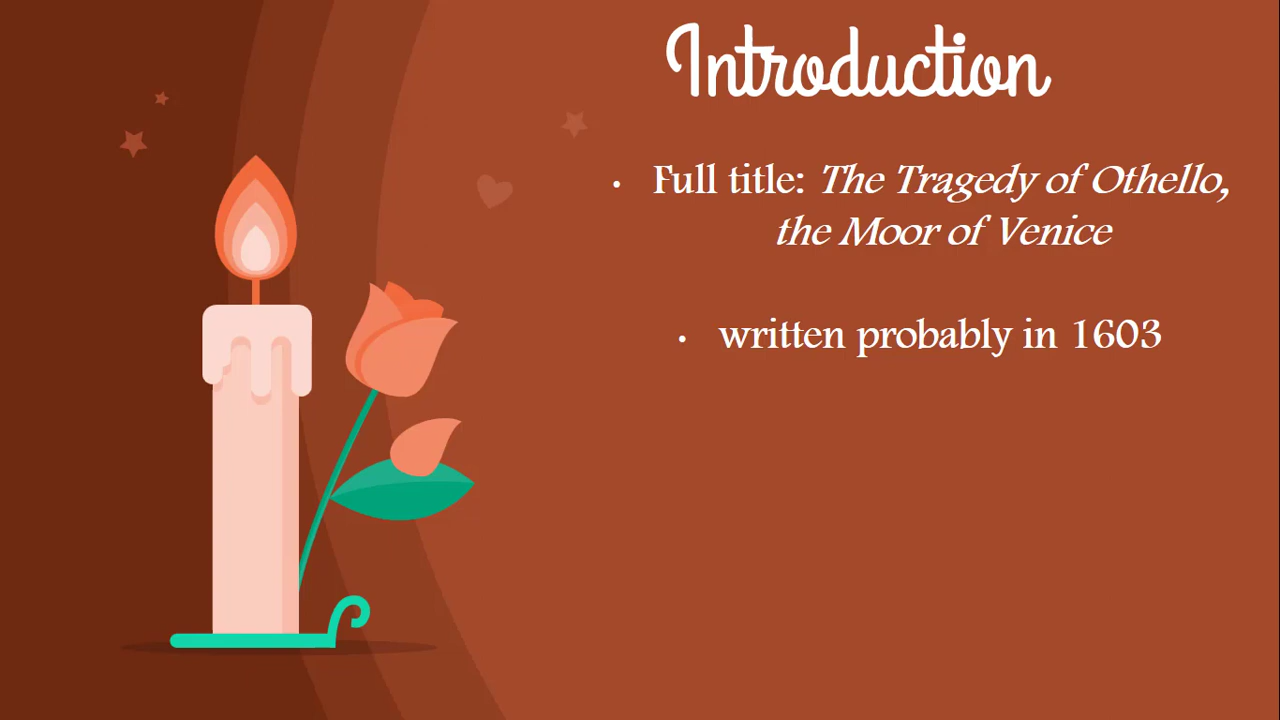 Introduction
• Full title: The Tragedy of Othello,
the Moor of Venice
• written probably in 1603